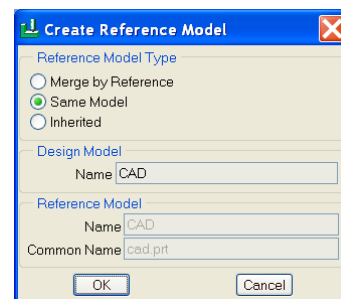 Create Reference Model
Reference Model Type
Merge by Reference
Same Model
Inherited
Design Model
Name CAD
Reference Model
Name CAD
Common Name cad.prt
OK Cancel